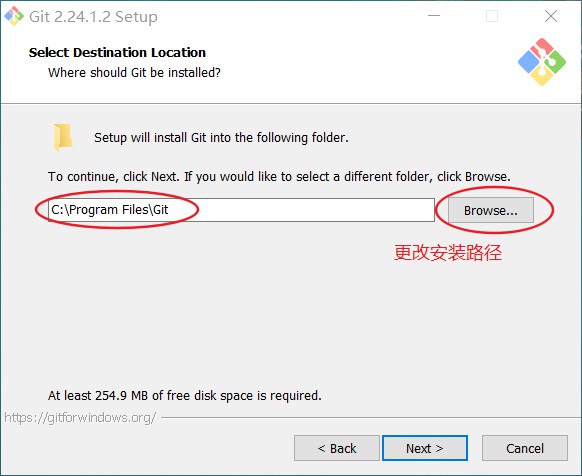 Git 2.24.1.2 Setup
Select Destination Location
Where should Git be installed?
Setup will install Git into the following folder.
To continue, click Next. If you would like to select a different folder, click Browse.
C:\Program Files\Git
Browse...
更改安装路径
At least 254.9 MB of free disk space is required.
https://gitforwindows.org/
< Back
Next >
Cancel